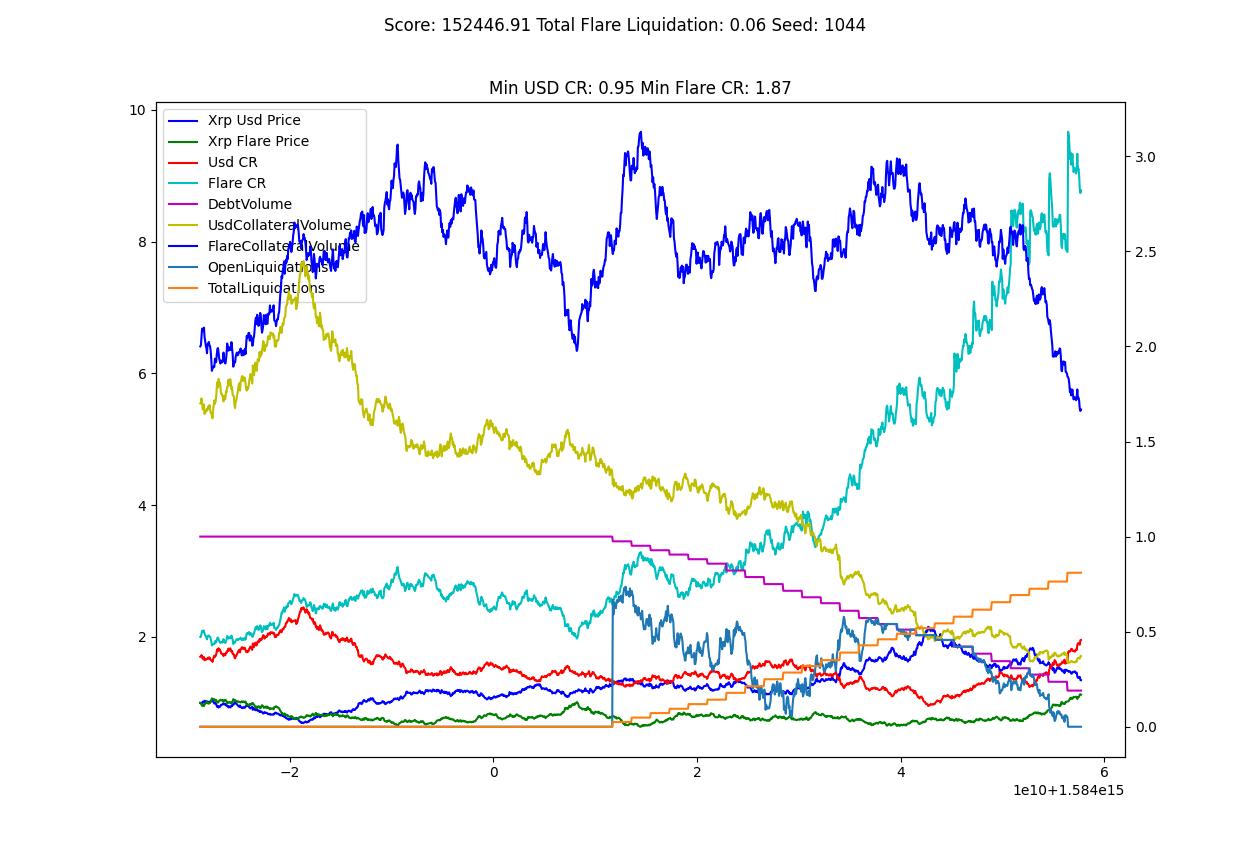 Score: 152446.91 Total Flare Liquidation: 0.06 Seed: 1044
Min USD CR: 0.95 Min Flare CR: 1.87
10
8
6
4
2
Xrp Usd Price
Xrp Flare Price
Usd CR
Flare CR
DebtVolume
UsdCollateralVolume
FlareCollateralVolume
OpenLiquidations
TotalLiquidations
3.0
2.5
2.0
1.5
1.0
0.5
0.0
−2
0
2
4
6
1e10+1.584e15